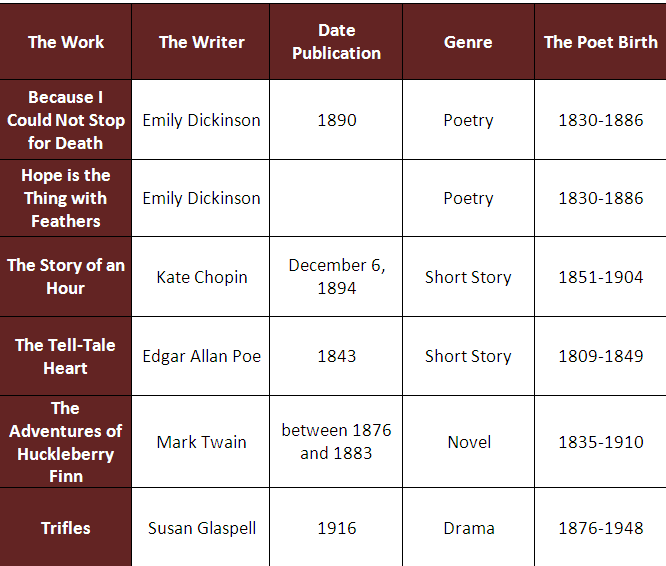 The Work
The Writer
Date
Publication
Genre
The Poet Birth
Because I
Could Not Stop
for Death
Emily Dickinson
1890
Poetry
1830-1886
Hope is the
Thing with
Feathers
Emily Dickinson
Poetry
1830-1886
The Story of an
Hour
Kate Chopin
December 6,
1894
Short Story
1851-1904
The Tell-Tale
Heart
Edgar Allan Poe
1843
Short Story
1809-1849
The
Adventures of
Huckleberry
Finn
Mark Twain
between 1876
and 1883
Novel
1835-1910
Trifles
Susan Glaspell
1916
Drama
1876-1948